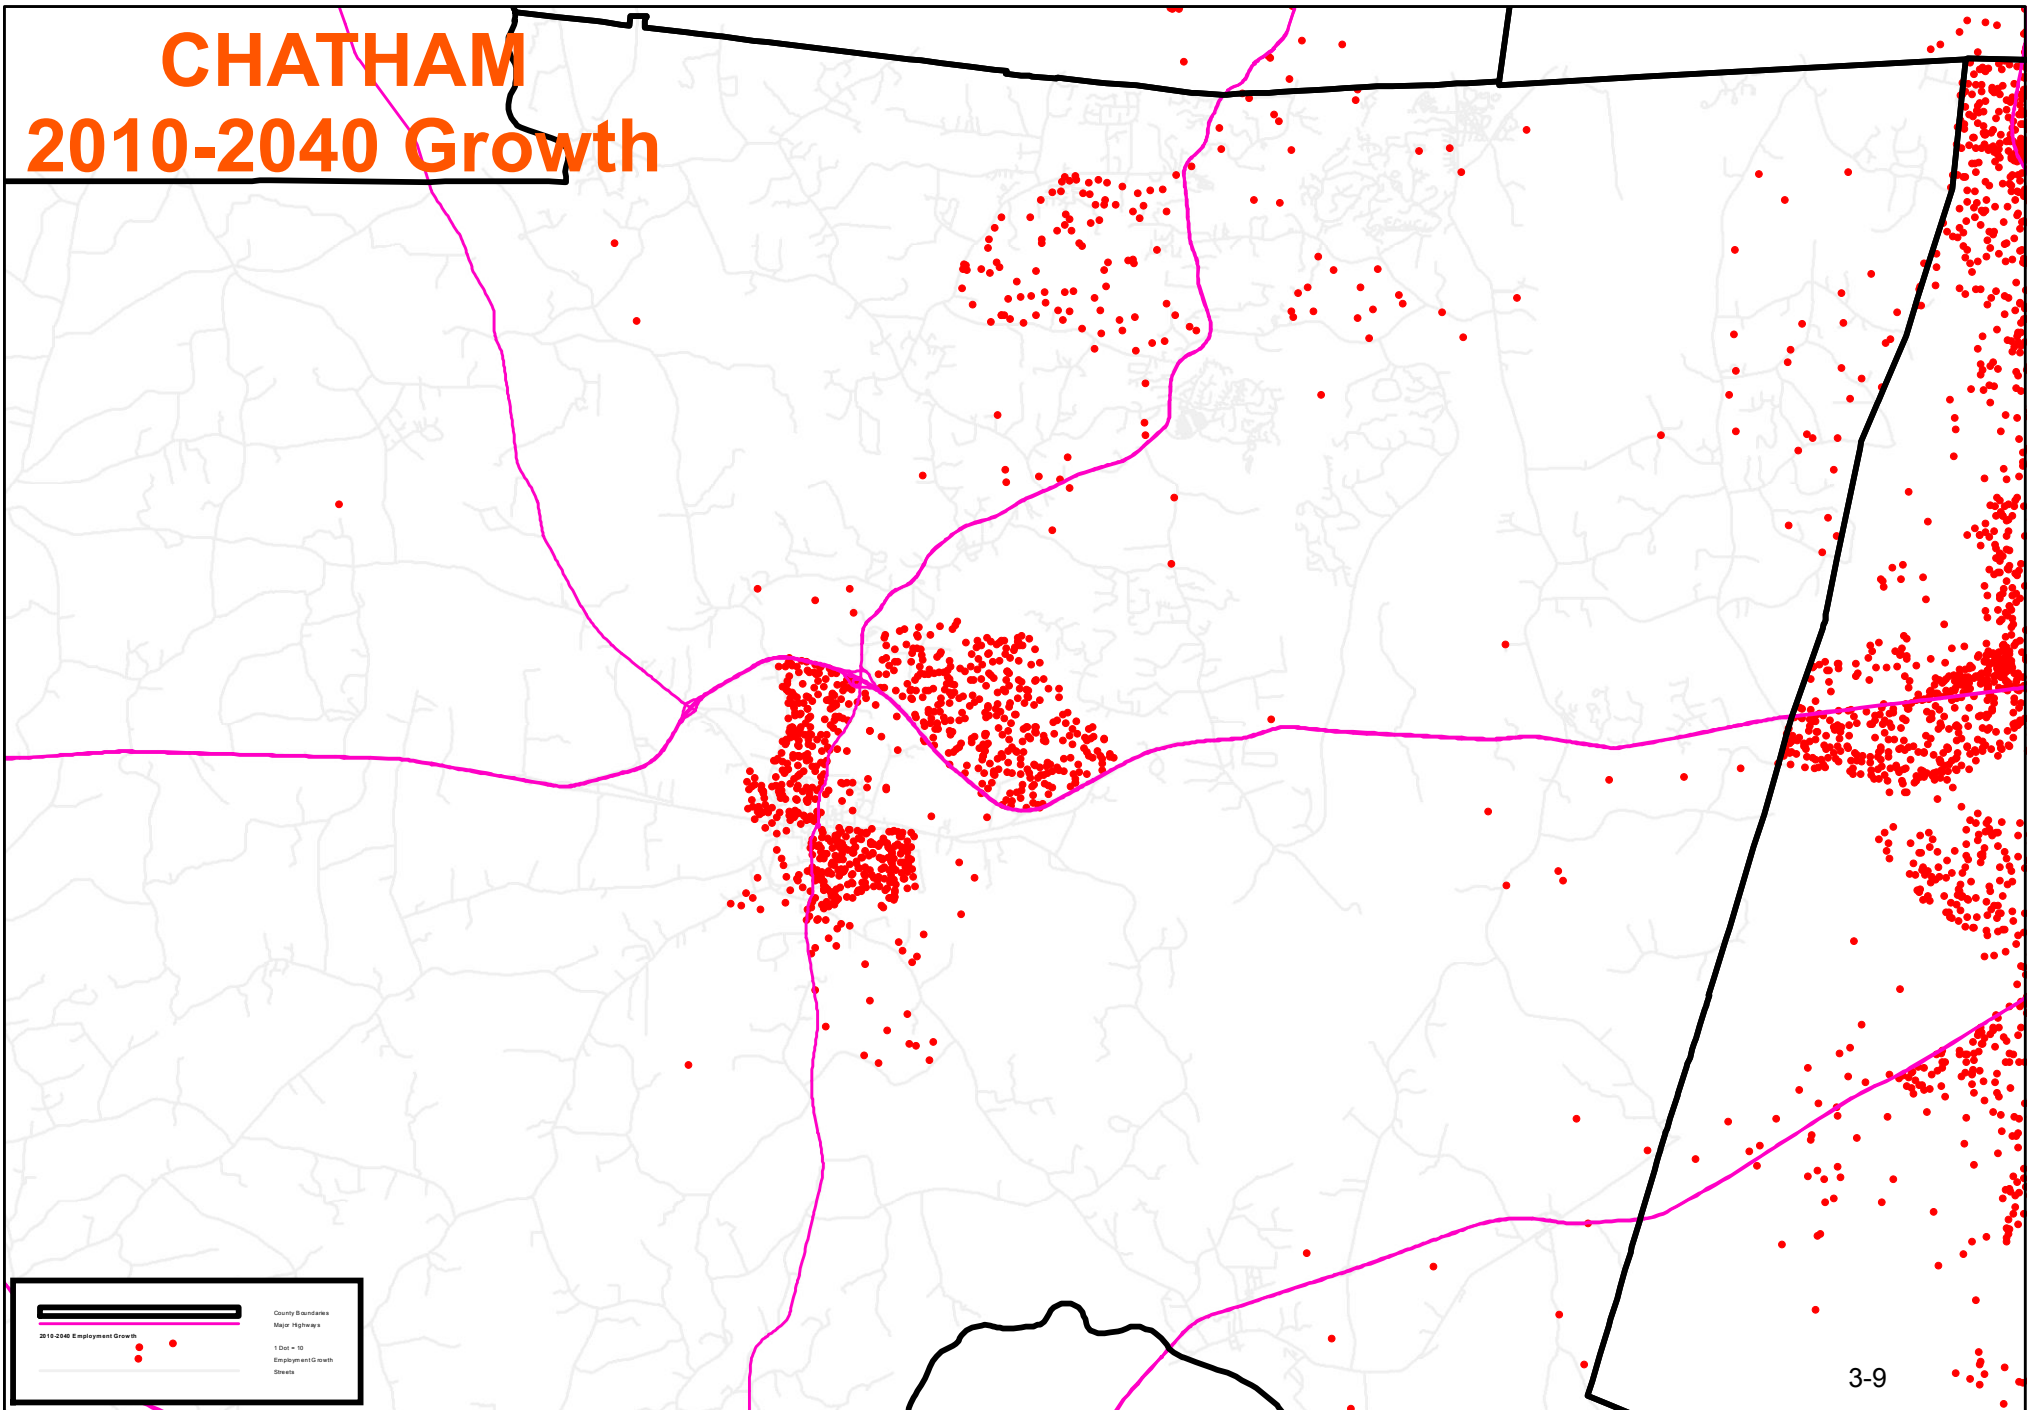 CHATHAM
2010-2040 Growth
County Boundaries
Major Highways
2010-2040 Employment Growth
1 Dot = 10
Employment Growth
Streets
3-9